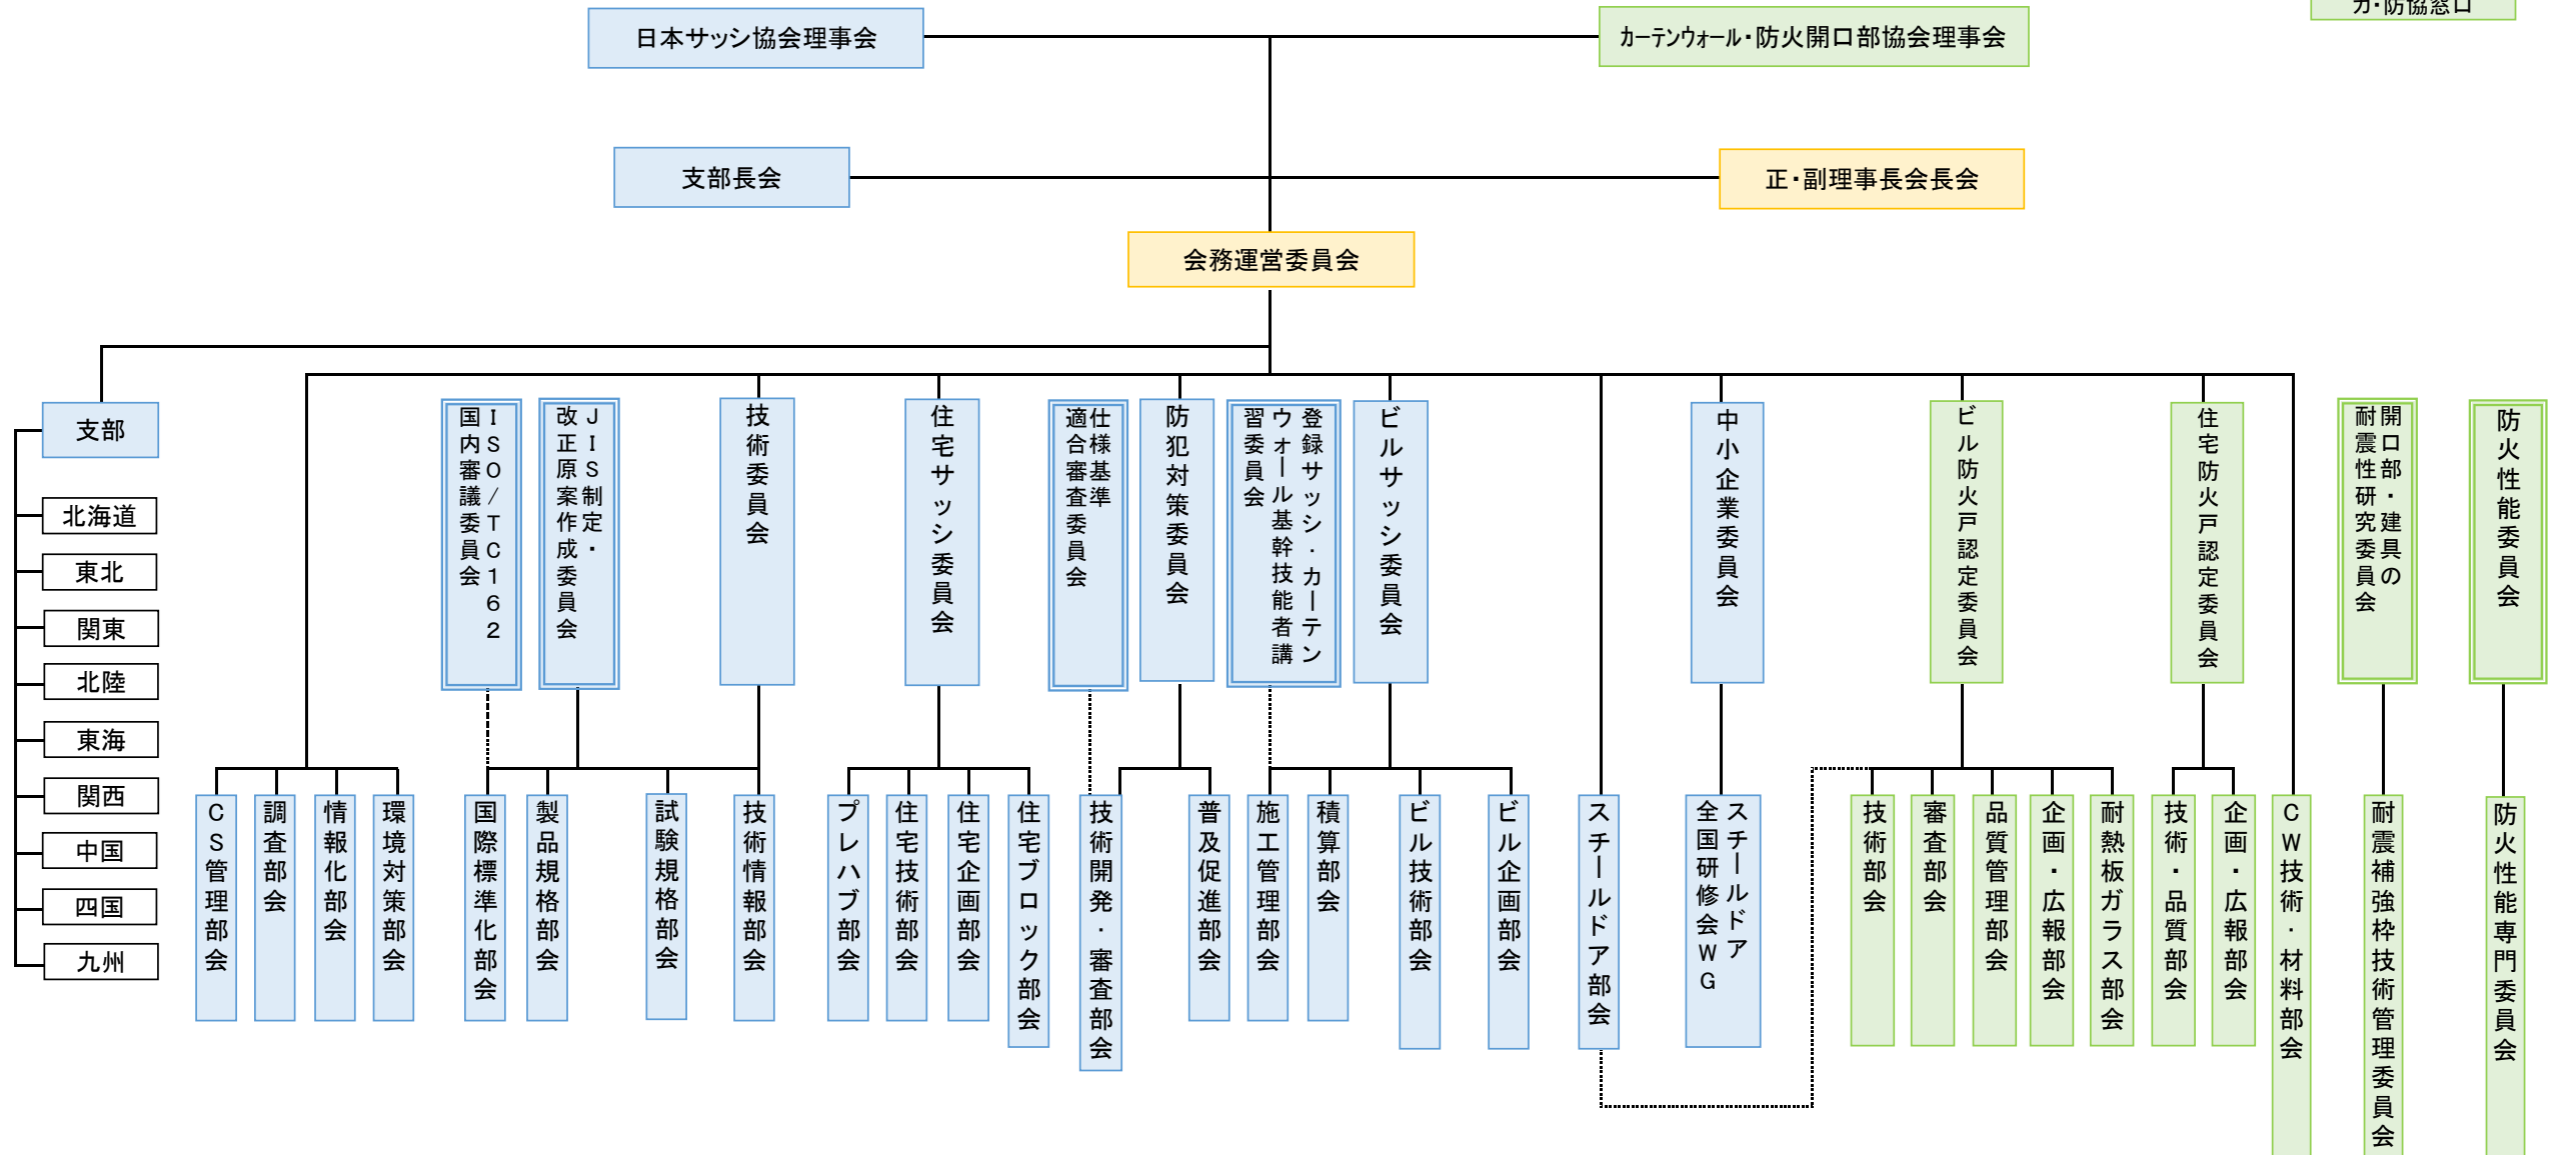 カ・防協窓口
日本サッシ協会理事会
カーテンウォール・防火開口部協会理事会
支部長会
正・副理事長会長会
会務運営委員会
支部
北海道
東北
関東
北陸
東海
関西
中国
四国
九州
ISO/TC162
国内審議委員会
JIS制定・
改正原案作成委員会
技術委員会
住宅サッシ委員会
仕様基準
適合審査委員会
防犯対策委員会
登録サッシ・カーテン
ウォール基幹技能者講
習委員会
ビルサッシ委員会
中小企業委員会
ビル防火戸認定委員会
住宅防火戸認定委員会
開口部・建具の
耐震性研究委員会
防火性能委員会
CS管理部会
調査部会
情報化部会
環境対策部会
国際標準化部会
製品規格部会
試験規格部会
技術情報部会
プレハブ部会
住宅技術部会
住宅企画部会
住宅ブロック部会
技術開発・審査部会
普及促進部会
施工管理部会
積算部会
ビル技術部会
ビル企画部会
スチールドア部会
スチールドア
全国研修会WG
技術部会
審査部会
品質管理部会
企画・広報部会
耐熱板ガラス部会
技術・品質部会
企画・広報部会
CW技術・材料部会
耐震補強枠技術管理委員会
防火性能専門委員会